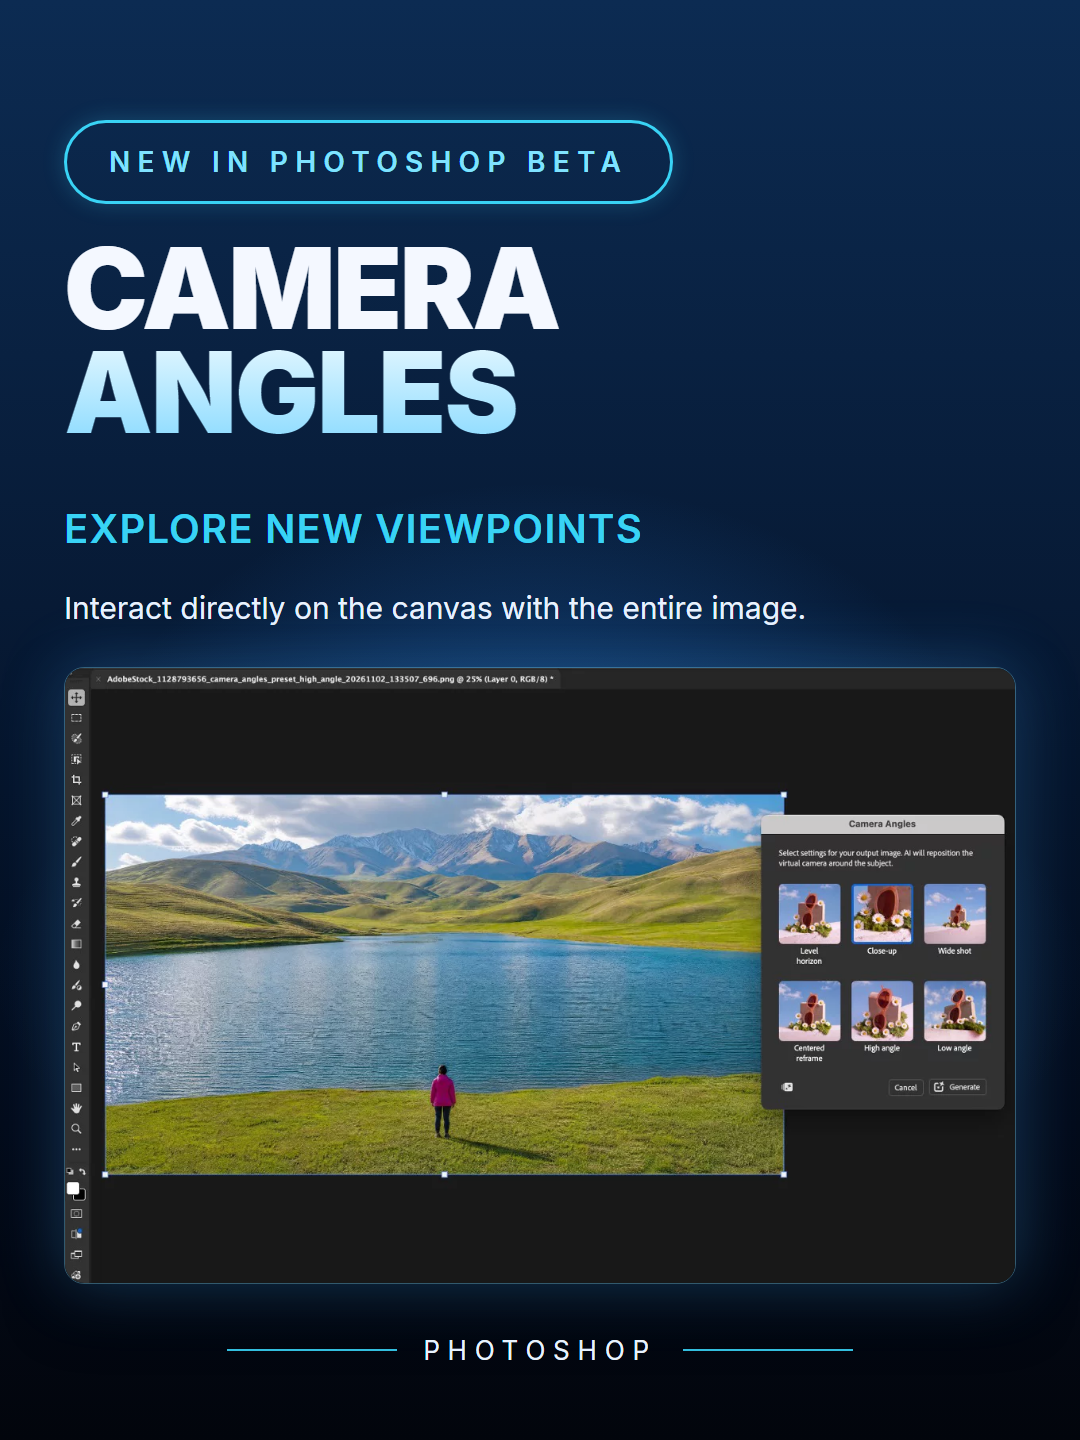 NEW IN PHOTOSHOP BETA
CAMERA
ANGLES
EXPLORE NEW VIEWPOINTS
Interact directly on the canvas with the entire image.
× AdobeStock_1128793656_camera_angles_preset_high_angle_20261102_133507_696.png @ 25% (Layer 0, RGB/8) *
Camera Angles
Select settings for your output image. AI will reposition the
virtual camera around the subject.
Level
horizon
Close-up
Wide shot
Centered
reframe
High angle
Low angle
Cancel
Generate
PHOTOSHOP